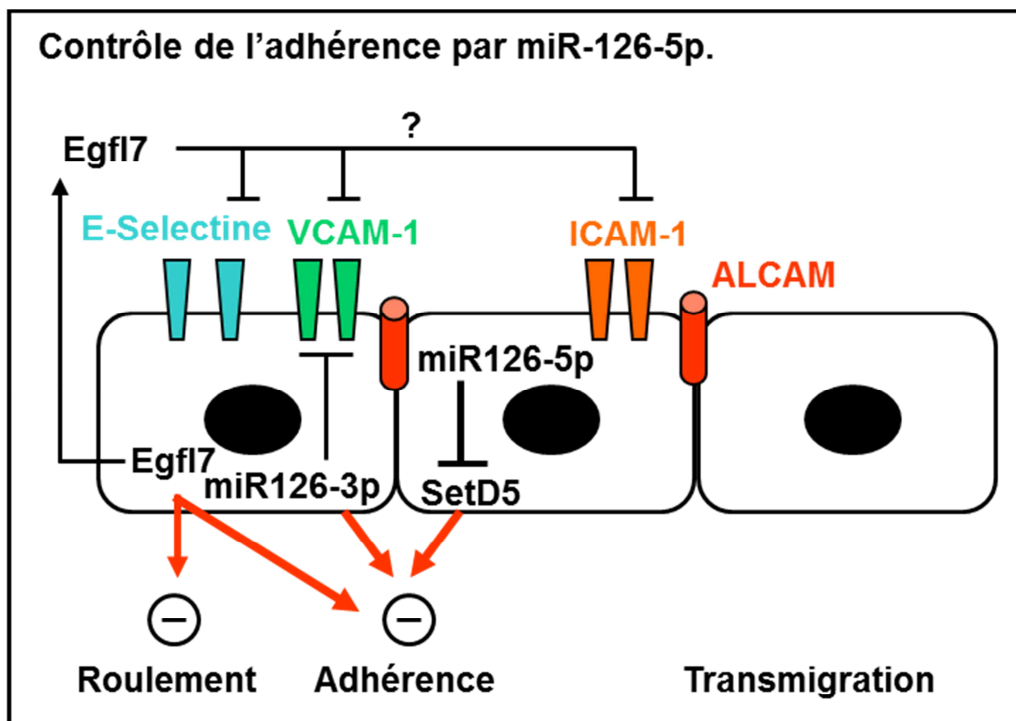 Contrôle de l’adhérence par miR-126-5p.
?
Egfl7
E-Selectine VCAM-1 ICAM-1
ALCAM
miR126-5p
Egfl7
miR126-3p SetD5
− −
Roulement Adhérence Transmigration